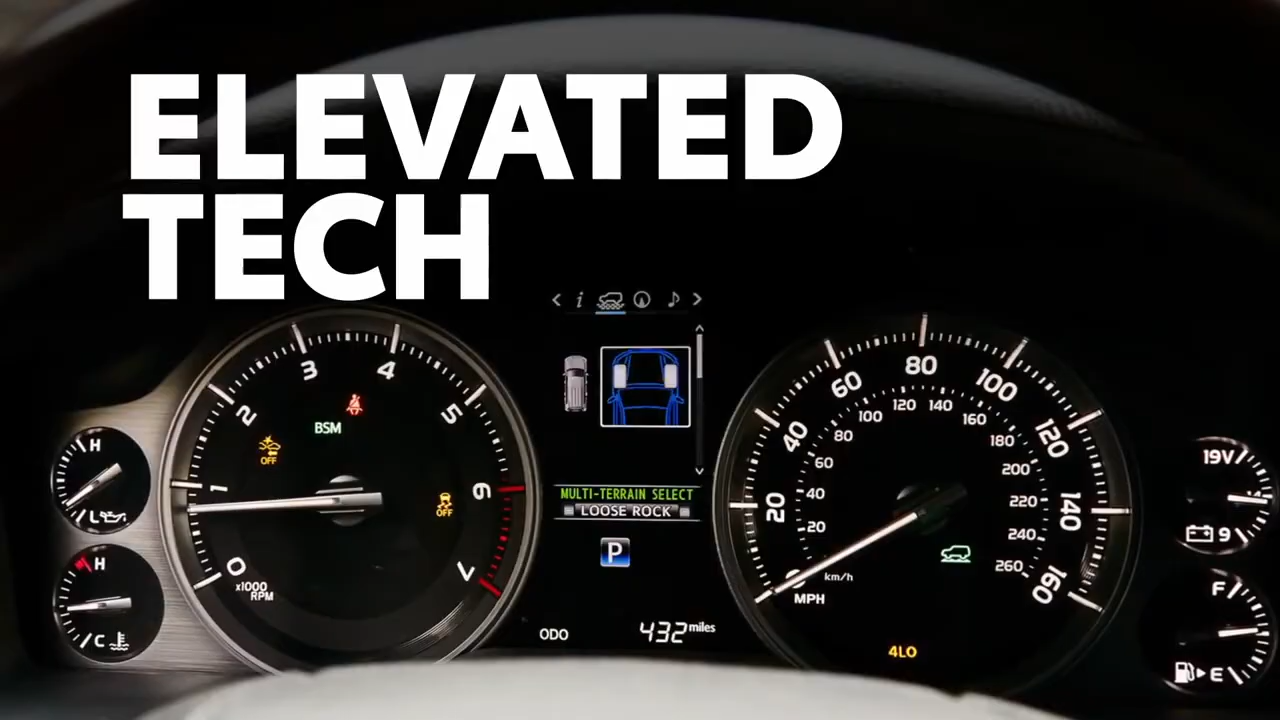 ELEVATED
TECH
< i >
3 4
2 5
BSM
OFF
1 6
OFF
0 7
x1000
RPM
H
L
H
C
MULTI-TERRAIN SELECT
LOOSE ROCK
P
ODO 432 miles
80
60 100
40 120
20 140
0 160
120 140
100 160
80 180
60 200
40 220
20 240
260
km/h
MPH
4LO
19V
9
F
E